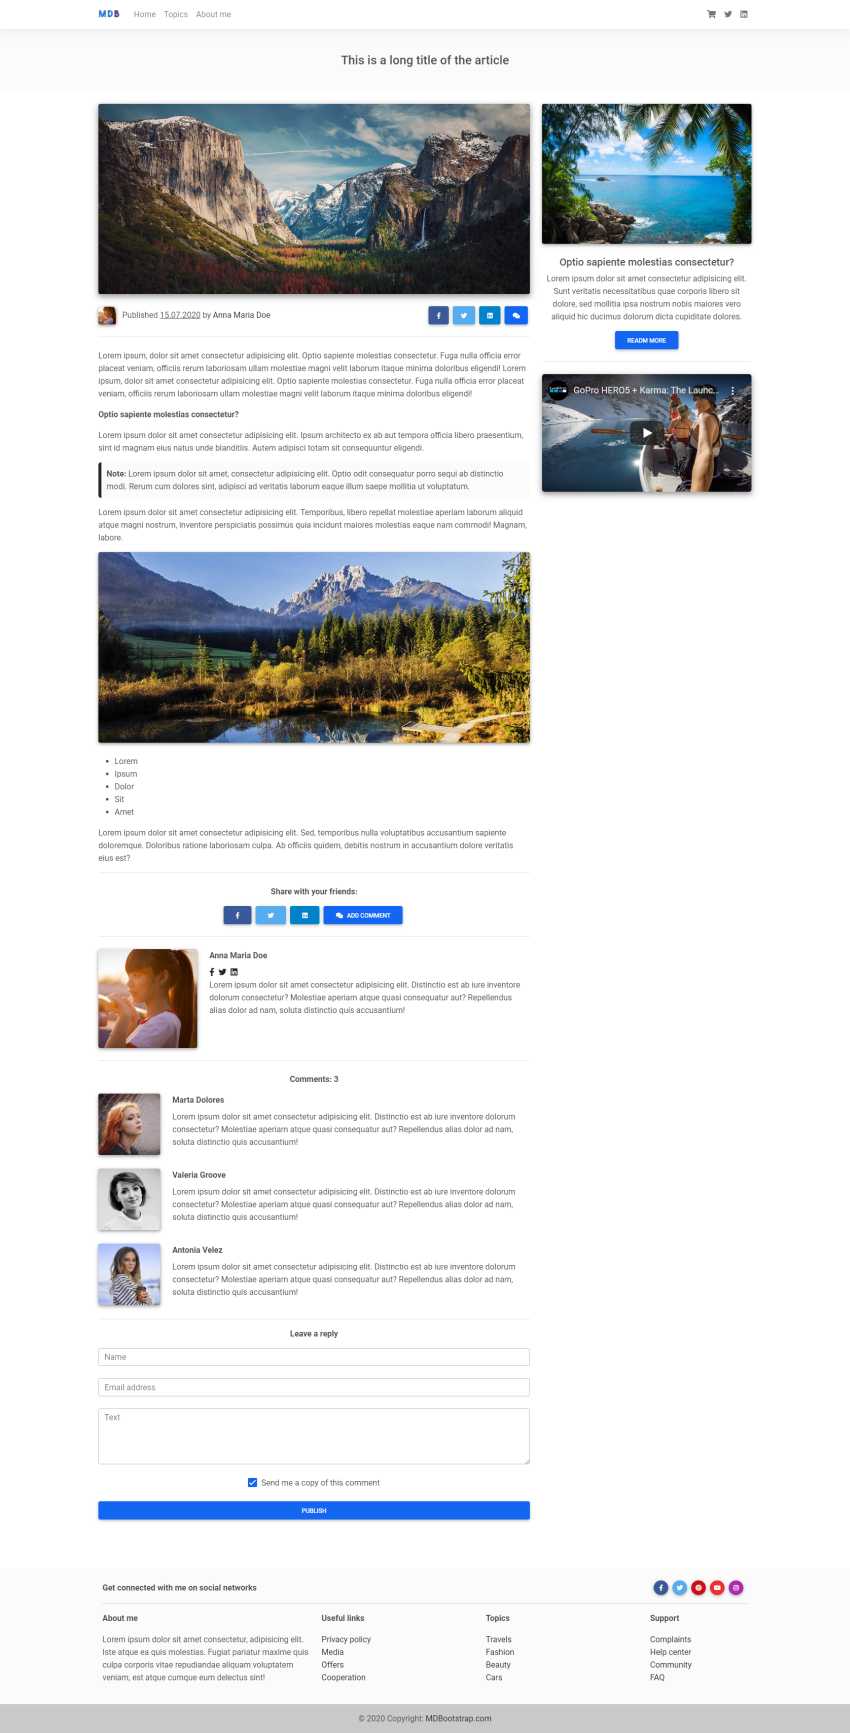 MDB Home Topics About me
This is a long title of the article
Published 15.07.2020 by Anna Maria Doe
Lorem ipsum, dolor sit amet consectetur adipisicing elit. Optio sapiente molestias consectetur. Fuga nulla officia error
placeat veniam, officiis rerum laboriosam ullam molestiae magni velit laborum itaque minima doloribus eligendi! Lorem
ipsum, dolor sit amet consectetur adipisicing elit. Optio sapiente molestias consectetur. Fuga nulla officia error placeat
veniam, officiis rerum laboriosam ullam molestiae magni velit laborum itaque minima doloribus eligendi!
Optio sapiente molestias consectetur?
Lorem ipsum dolor sit amet consectetur adipisicing elit. Ipsum architecto ex ab aut tempora officia libero praesentium,
sint id magnam eius natus unde blanditiis. Autem adipisci totam sit consequuntur eligendi.
Note: Lorem ipsum dolor sit amet, consectetur adipisicing elit. Optio odit consequatur porro sequi ab distinctio
modi. Rerum cum dolores sint, adipisci ad veritatis laborum eaque illum saepe mollitia ut voluptatum.
Lorem ipsum dolor sit amet consectetur adipisicing elit. Temporibus, libero repellat molestiae aperiam laborum aliquid
atque magni nostrum, inventore perspiciatis possimus quia incidunt maiores molestias eaque nam commodi! Magnam,
labore.
• Lorem
• Ipsum
• Dolor
• Sit
• Amet
Lorem ipsum dolor sit amet consectetur adipisicing elit. Sed, temporibus nulla voluptatibus accusantium sapiente
doloremque. Doloribus ratione laboriosam culpa. Ab officiis quidem, debitis nostrum in accusantium dolore veritatis
eius est?
Share with your friends:
ADD COMMENT
Anna Maria Doe
Lorem ipsum dolor sit amet consectetur adipisicing elit. Distinctio est ab iure inventore
dolorum consectetur? Molestiae aperiam atque quasi consequatur aut? Repellendus
alias dolor ad nam, soluta distinctio quis accusantium!
Comments: 3
Marta Dolores
Lorem ipsum dolor sit amet consectetur adipisicing elit. Distinctio est ab iure inventore dolorum
consectetur? Molestiae aperiam atque quasi consequatur aut? Repellendus alias dolor ad nam,
soluta distinctio quis accusantium!
Valeria Groove
Lorem ipsum dolor sit amet consectetur adipisicing elit. Distinctio est ab iure inventore dolorum
consectetur? Molestiae aperiam atque quasi consequatur aut? Repellendus alias dolor ad nam,
soluta distinctio quis accusantium!
Antonia Velez
Lorem ipsum dolor sit amet consectetur adipisicing elit. Distinctio est ab iure inventore dolorum
consectetur? Molestiae aperiam atque quasi consequatur aut? Repellendus alias dolor ad nam,
soluta distinctio quis accusantium!
Leave a reply
Name
Email address
Text
Send me a copy of this comment
PUBLISH
Optio sapiente molestias consectetur?
Lorem ipsum dolor sit amet consectetur adipisicing elit.
Sunt veritatis necessitatibus quae corporis libero sit
dolore, sed mollitia ipsa nostrum nobis maiores vero
aliquid hic ducimus dolorum dicta cupiditate dolores.
READM MORE
GoPro HERO5 + Karma: The Launc...
Get connected with me on social networks
About me
Lorem ipsum dolor sit amet consectetur, adipisicing elit.
Iste atque ea quis molestias. Fugiat pariatur maxime quis
culpa corporis vitae repudiandae aliquam voluptatem
veniam, est atque cumque eum delectus sint!
Useful links
Privacy policy
Media
Offers
Cooperation
Topics
Travels
Fashion
Beauty
Cars
Support
Complaints
Help center
Community
FAQ
© 2020 Copyright: MDBootstrap.com